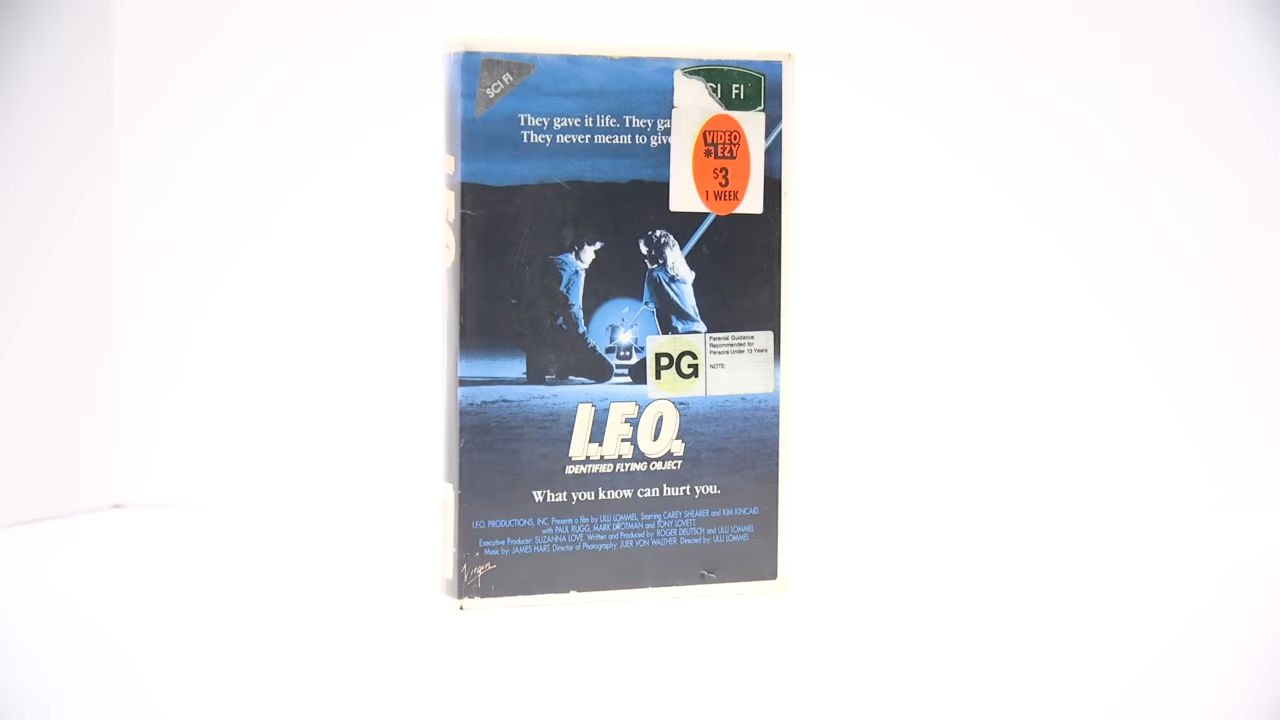 SCI FI
CI FI
They gave it life. They ga
They never meant to give
VIDEO
EZY
$3
1 WEEK
PG
Parental Guidance
Recommended for
Persons Under 13 Years
NOTE:
I.F.O.
IDENTIFIED FLYING OBJECT
What you know can hurt you.
I.F.O. PRODUCTIONS, INC. Presents a film by ULLI LOMMEL, Starring CAREY SHEARER and KIM KINCAID
with PAUL RUGG, MARK DROTMAN and TONY LOVETT
Executive Producer: SUZANNA LOVE, Written and Produced by: ROGER DEUTSCH and ULLI LOMMEL
Music by: JAMES HART, Director of Photography: JUER VON WALTHER, Directed by: ULLI LOMMEL
Virgin